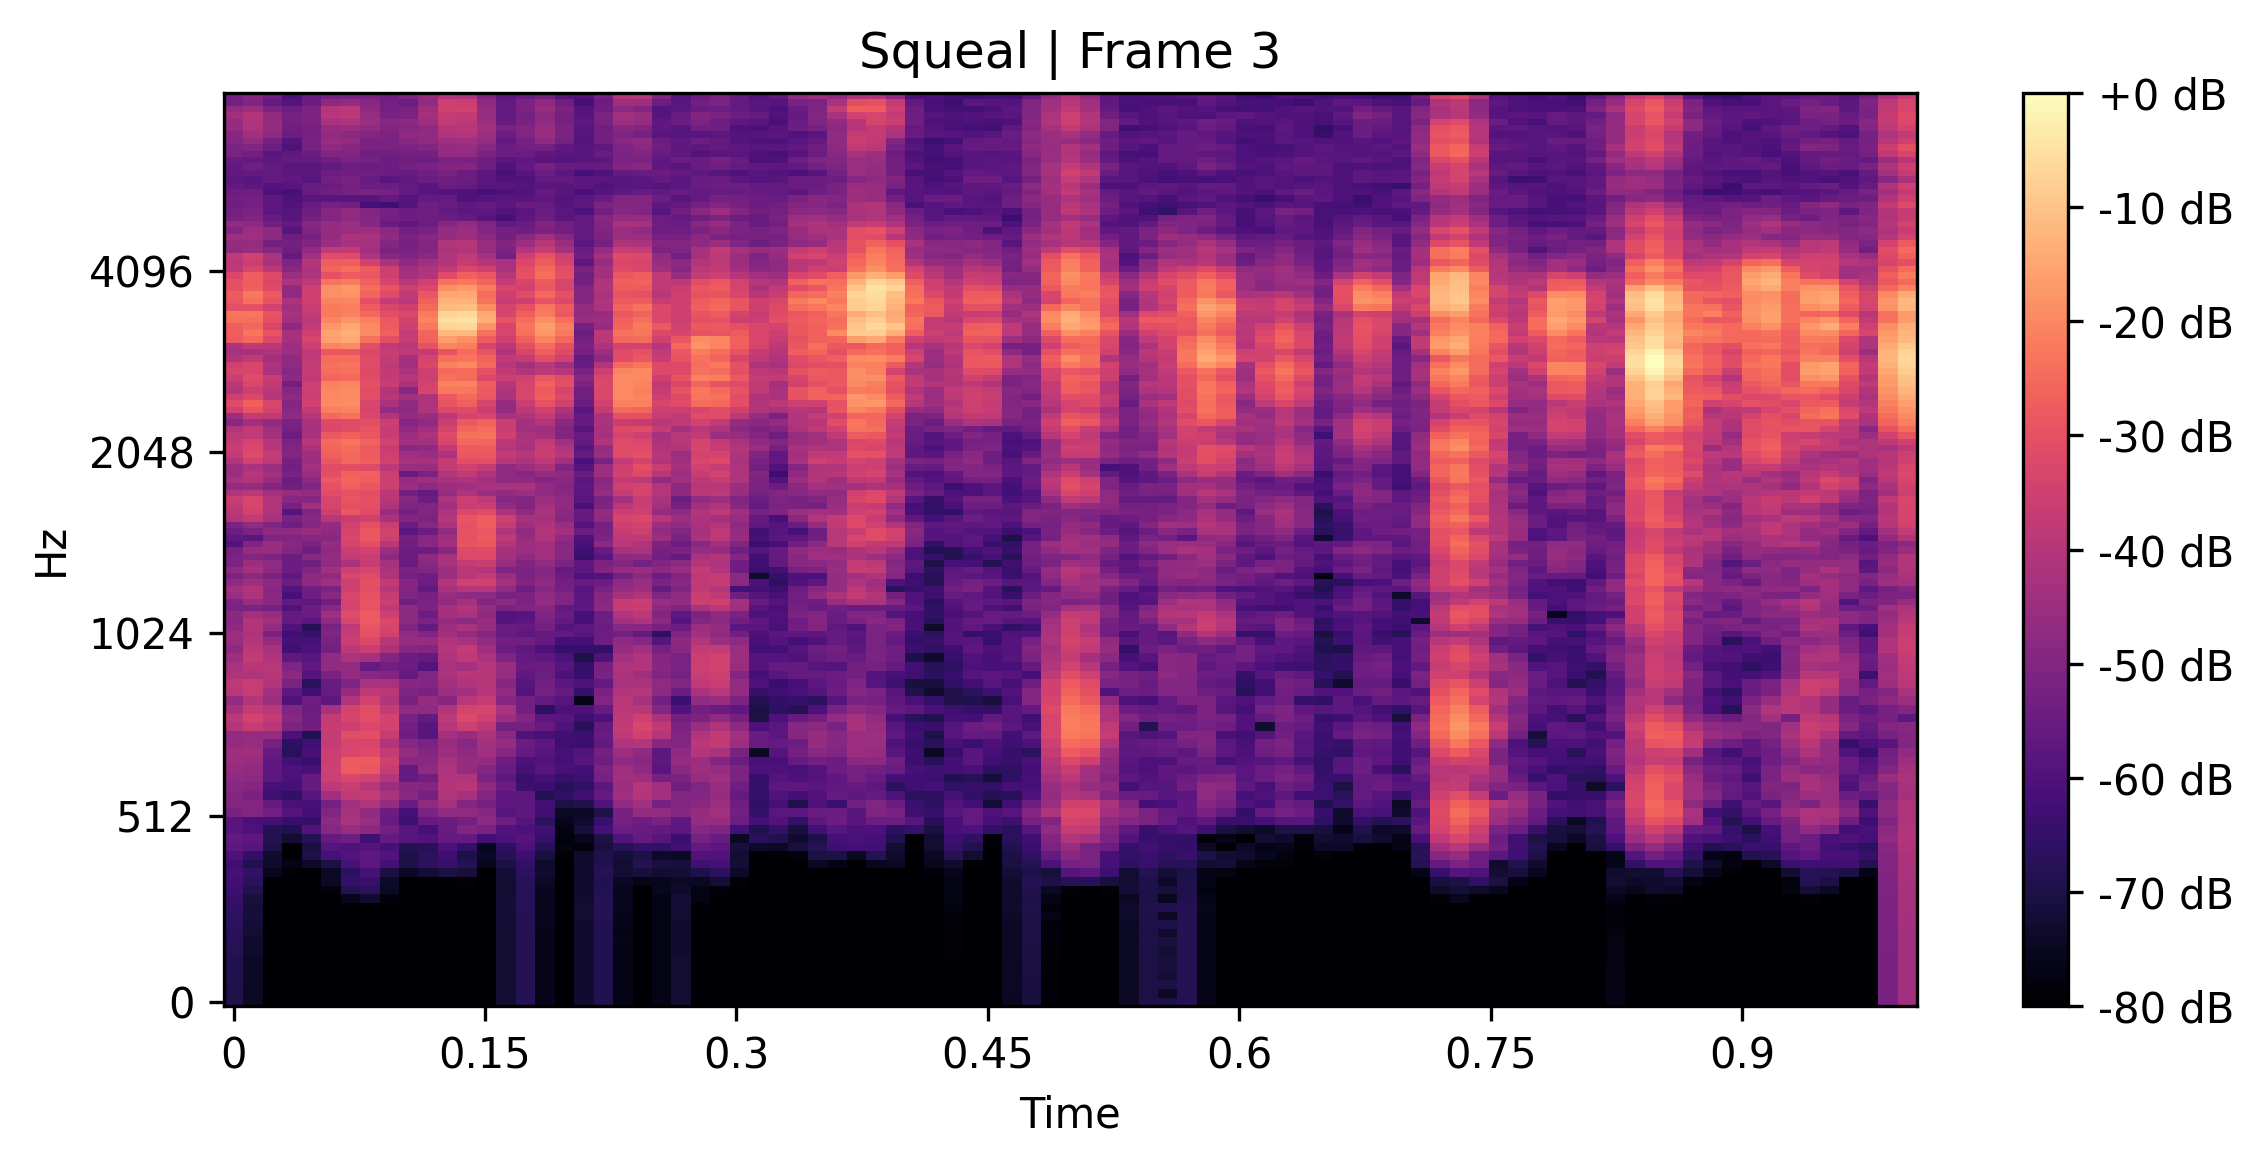 Squeal | Frame 3
Hz
4096
2048
1024
512
0
0 0.15 0.3 0.45 0.6 0.75 0.9
Time
+0 dB
-10 dB
-20 dB
-30 dB
-40 dB
-50 dB
-60 dB
-70 dB
-80 dB